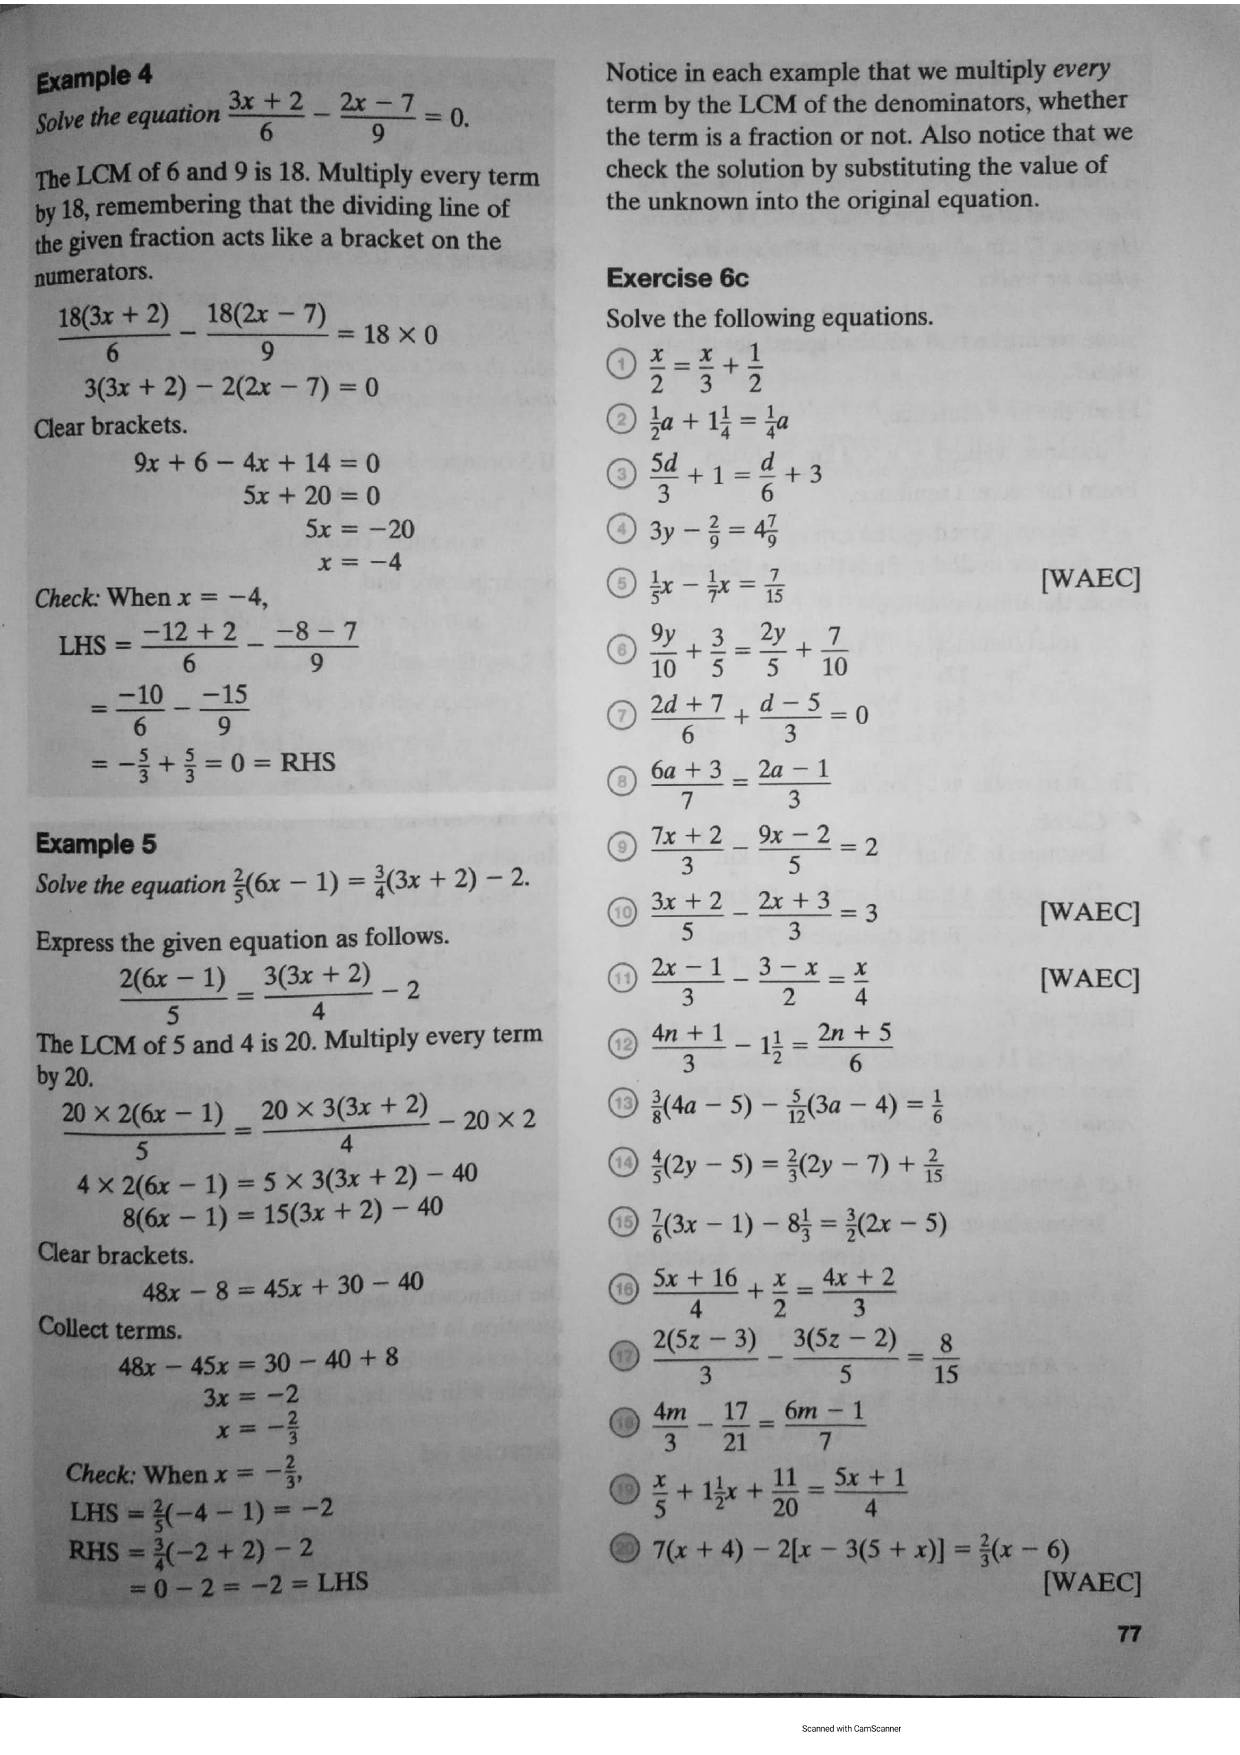 Example 4
Solve the equation (3x + 2)/6 − (2x − 7)/9 = 0.
The LCM of 6 and 9 is 18. Multiply every term
by 18, remembering that the dividing line of
the given fraction acts like a bracket on the
numerators.
18(3x + 2)/6 − 18(2x − 7)/9 = 18 × 0
3(3x + 2) − 2(2x − 7) = 0
Clear brackets.
9x + 6 − 4x + 14 = 0
5x + 20 = 0
5x = −20
x = −4
Check: When x = −4,
LHS = (−12 + 2)/6 − (−8 − 7)/9
= −10/6 − −15/9
= −5/3 + 5/3 = 0 = RHS
Example 5
Solve the equation 2/5(6x − 1) = 3/4(3x + 2) − 2.
Express the given equation as follows.
2(6x − 1)/5 = 3(3x + 2)/4 − 2
The LCM of 5 and 4 is 20. Multiply every term
by 20.
20 × 2(6x − 1)/5 = 20 × 3(3x + 2)/4 − 20 × 2
4 × 2(6x − 1) = 5 × 3(3x + 2) − 40
8(6x − 1) = 15(3x + 2) − 40
Clear brackets.
48x − 8 = 45x + 30 − 40
Collect terms.
48x − 45x = 30 − 40 + 8
3x = −2
x = −2/3
Check: When x = −2/3,
LHS = 2/5(−4 − 1) = −2
RHS = 3/4(−2 + 2) − 2
= 0 − 2 = −2 = LHS
Notice in each example that we multiply every
term by the LCM of the denominators, whether
the term is a fraction or not. Also notice that we
check the solution by substituting the value of
the unknown into the original equation.
Exercise 6c
Solve the following equations.
1 x/2 = x/3 + 1/2
2 1/2a + 1 1/4 = 1/4a
3 5d/3 + 1 = d/6 + 3
4 3y − 2/9 = 4 7/9
5 1/5x − 1/7x = 7/15 [WAEC]
6 9y/10 + 3/5 = 2y/5 + 7/10
7 (2d + 7)/6 + (d − 5)/3 = 0
8 (6a + 3)/7 = (2a − 1)/3
9 (7x + 2)/3 − (9x − 2)/5 = 2
10 (3x + 2)/5 − (2x + 3)/3 = 3 [WAEC]
11 (2x − 1)/3 − (3 − x)/2 = x/4 [WAEC]
12 (4n + 1)/3 − 1 1/2 = (2n + 5)/6
13 3/8(4a − 5) − 5/12(3a − 4) = 1/6
14 4/5(2y − 5) = 2/3(2y − 7) + 2/15
15 7/6(3x − 1) − 8 1/3 = 3/2(2x − 5)
16 (5x + 16)/4 + x/2 = (4x + 2)/3
17 2(5z − 3)/3 − 3(5z − 2)/5 = 8/15
18 4m/3 − 17/21 = (6m − 1)/7
19 x/5 + 1 1/2x + 11/20 = (5x + 1)/4
20 7(x + 4) − 2[x − 3(5 + x)] = 2/3(x − 6)
[WAEC]
77
Scanned with CamScanner